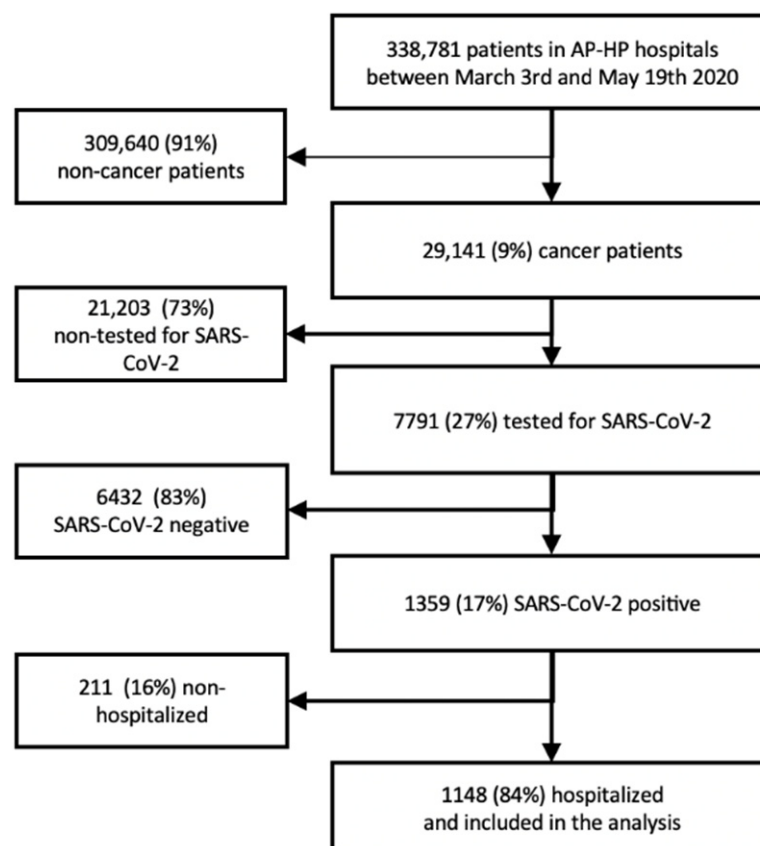 338,781 patients in AP-HP hospitals
between March 3rd and May 19th 2020
309,640 (91%)
non-cancer patients
29,141 (9%) cancer patients
21,203 (73%)
non-tested for SARS-
CoV-2
7791 (27%) tested for SARS-CoV-2
6432 (83%)
SARS-CoV-2 negative
1359 (17%) SARS-CoV-2 positive
211 (16%) non-
hospitalized
1148 (84%) hospitalized
and included in the analysis